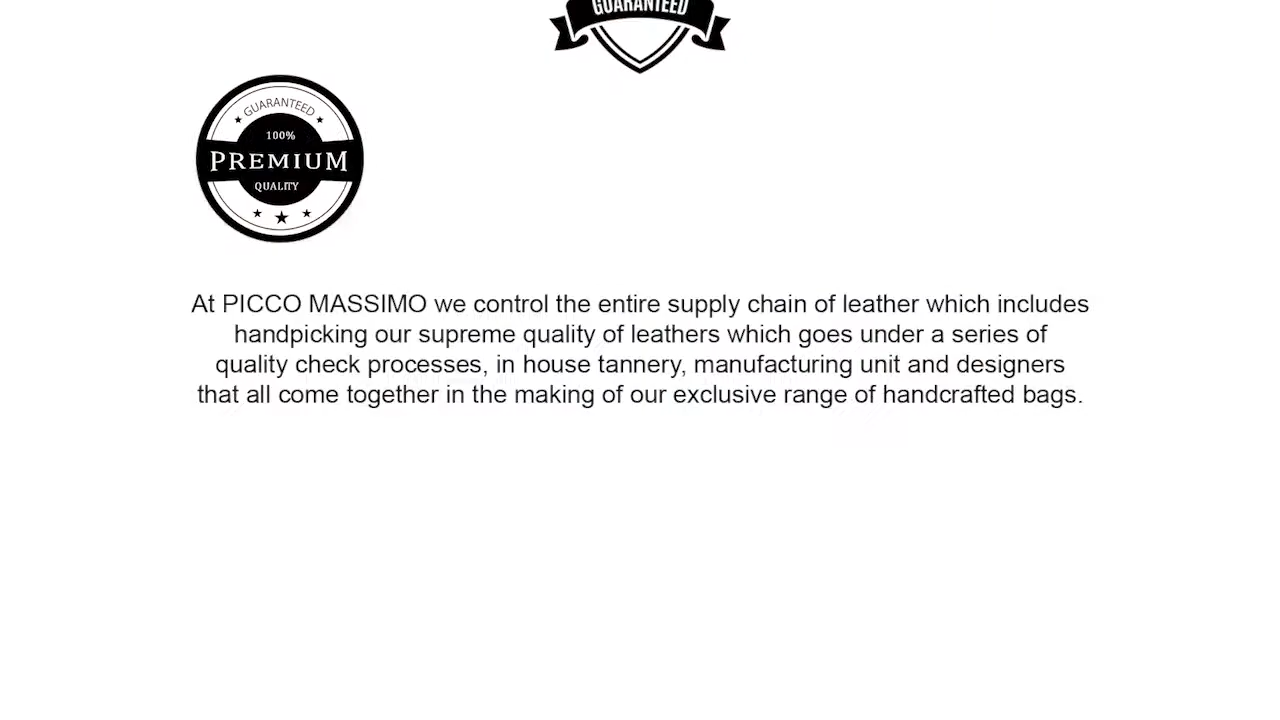 GUARANTEED
GUARANTEED
100%
PREMIUM
QUALITY
At PICCO MASSIMO we control the entire supply chain of leather which includes
handpicking our supreme quality of leathers which goes under a series of
quality check processes, in house tannery, manufacturing unit and designers
that all come together in the making of our exclusive range of handcrafted bags.